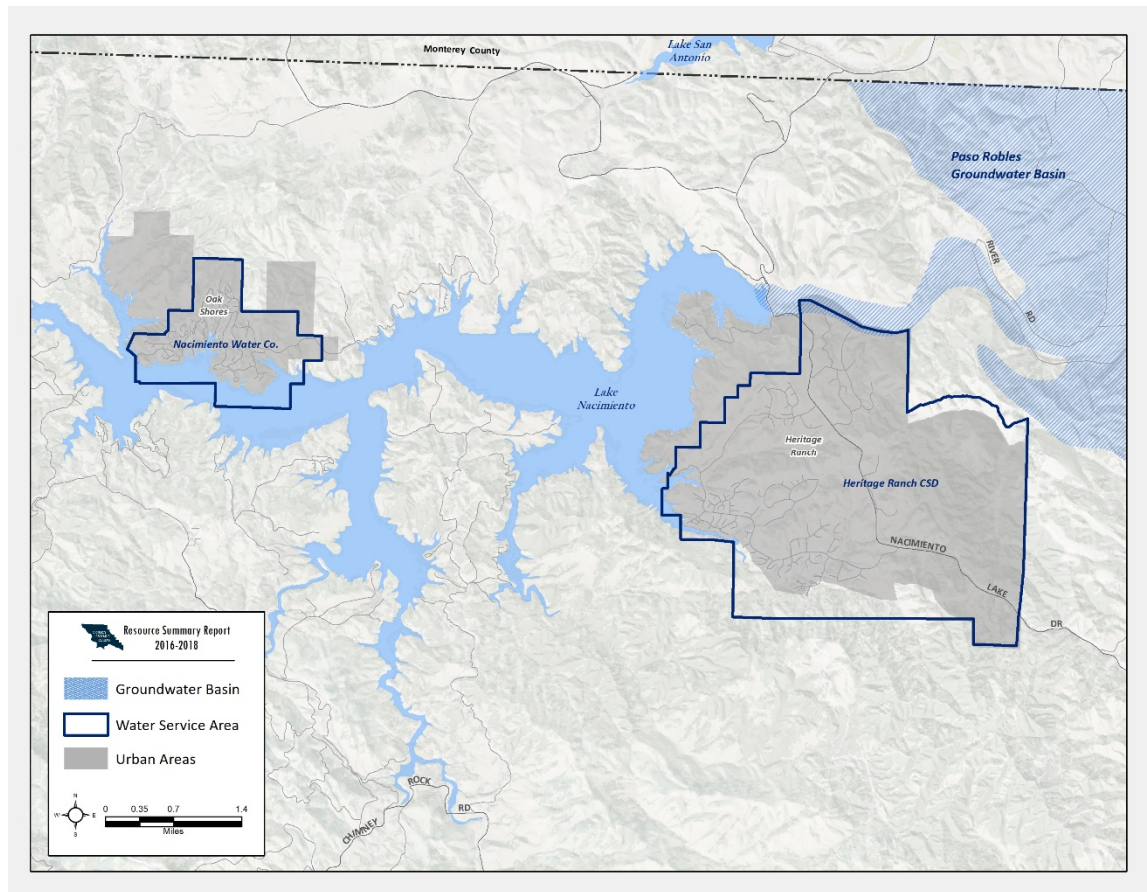 Monterey County
Lake San
Antonio
Paso Robles
Groundwater Basin
RIVER
RD
Oak
Shores
Nacimiento Water Co.
Lake
Nacimiento
Heritage
Ranch
Heritage Ranch CSD
NACIMIENTO
LAKE
DR
Resource Summary Report
2016-2018
Groundwater Basin
Water Service Area
Urban Areas
N
W E
S
0 0.35 0.7 1.4
Miles
CHIMNEY
ROCK
RD